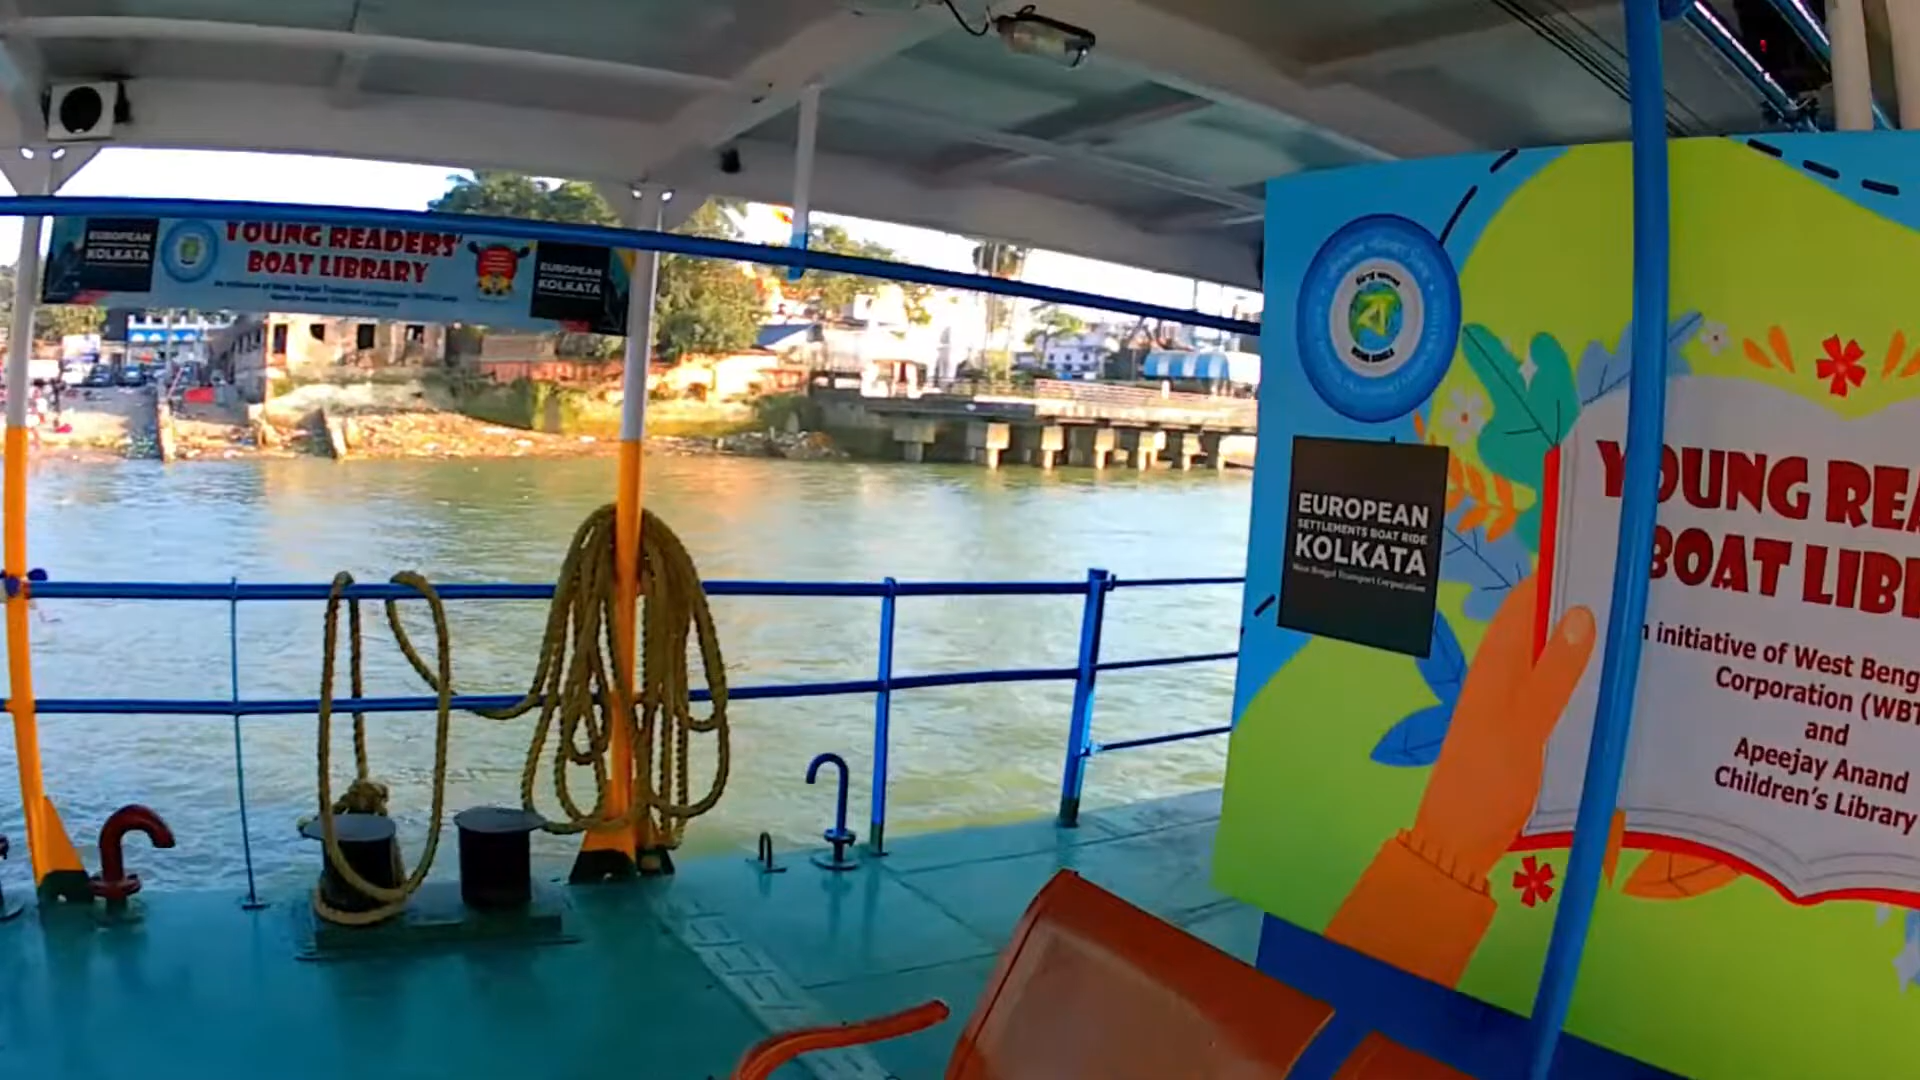 EUROPEAN
KOLKATA
YOUNG READERS'
BOAT LIBRARY
EUROPEAN
KOLKATA
EUROPEAN
SETTLEMENTS BOAT RIDE
KOLKATA
West Bengal Transport Corporation
YOUNG REA
BOAT LIB
n initiative of West Beng
Corporation (WBT
and
Apeejay Anand
Children's Library